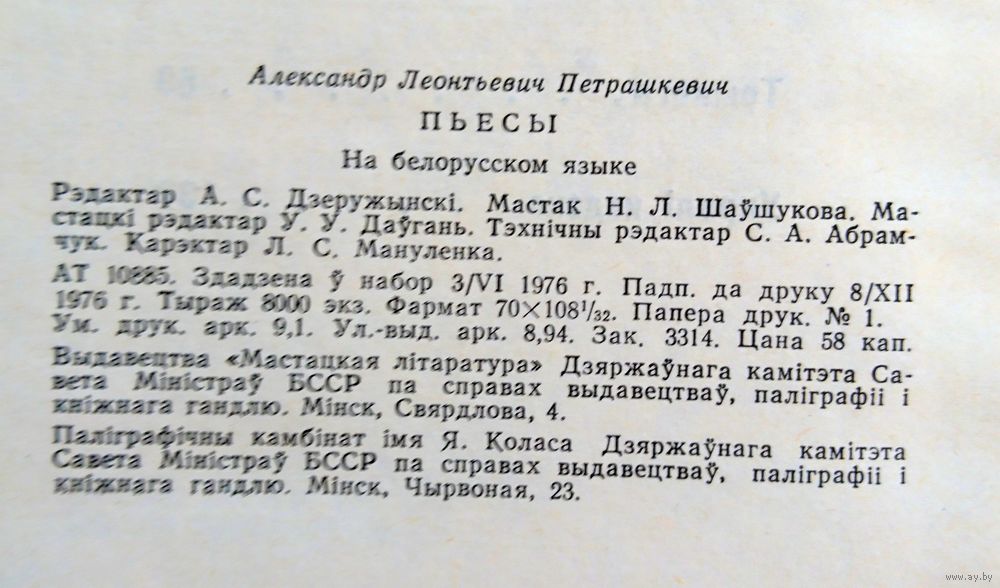 Александр Леонтьевич Петрашкевич
ПЬЕСЫ
На белорусском языке
Рэдактар А. С. Дзеружынскі. Мастак Н. Л. Шаўшукова. Ма-
стацкі рэдактар У. У. Даўгань. Тэхнічны рэдактар С. А. Абрам-
чук. Карэктар Л. С. Мануленка.
АТ 10885. Здадзена ў набор 3/VI 1976 г. Падп. да друку 8/XII
1976 г. Тыраж 8000 экз. Фармат 70×108¹/₃₂. Папера друк. № 1.
Ум. друк. арк. 9,1. Ул.-выд. арк. 8,94. Зак. 3314. Цана 58 кап.
Выдавецтва «Мастацкая літаратура» Дзяржаўнага камітэта Са-
вета Міністраў БССР па справах выдавецтваў, паліграфіі і
кніжнага гандлю. Мінск, Свярдлова, 4.
Паліграфічны камбінат імя Я. Коласа Дзяржаўнага камітэта
Савета Міністраў БССР па справах выдавецтваў, паліграфіі і
кніжнага гандлю. Мінск, Чырвоная, 23.
www.ay.by